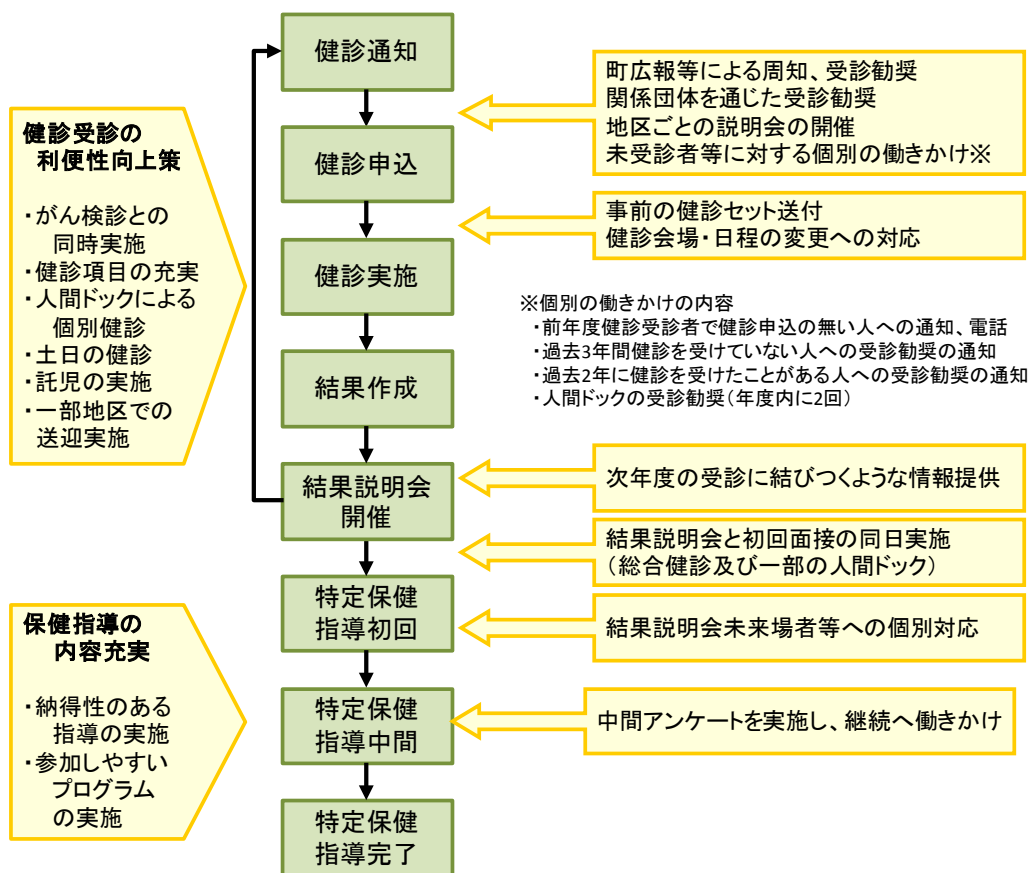 健診通知
健診申込
健診実施
結果作成
結果説明会
開催
特定保健
指導初回
特定保健
指導中間
特定保健
指導完了
健診受診の
利便性向上策
・がん検診との
同時実施
・健診項目の充実
・人間ドックによる
個別健診
・土日の健診
・託児の実施
・一部地区での
送迎実施
保健指導の
内容充実
・納得性のある
指導の実施
・参加しやすい
プログラム
の実施
町広報等による周知、受診勧奨
関係団体を通じた受診勧奨
地区ごとの説明会の開催
未受診者等に対する個別の働きかけ※
事前の健診セット送付
健診会場・日程の変更への対応
※個別の働きかけの内容
・前年度健診受診者で健診申込の無い人への通知、電話
・過去3年間健診を受けていない人への受診勧奨の通知
・過去2年に健診を受けたことがある人への受診勧奨の通知
・人間ドックの受診勧奨（年度内に2回）
次年度の受診に結びつくような情報提供
結果説明会と初回面接の同日実施
（総合健診及び一部の人間ドック）
結果説明会未来場者等への個別対応
中間アンケートを実施し、継続へ働きかけ